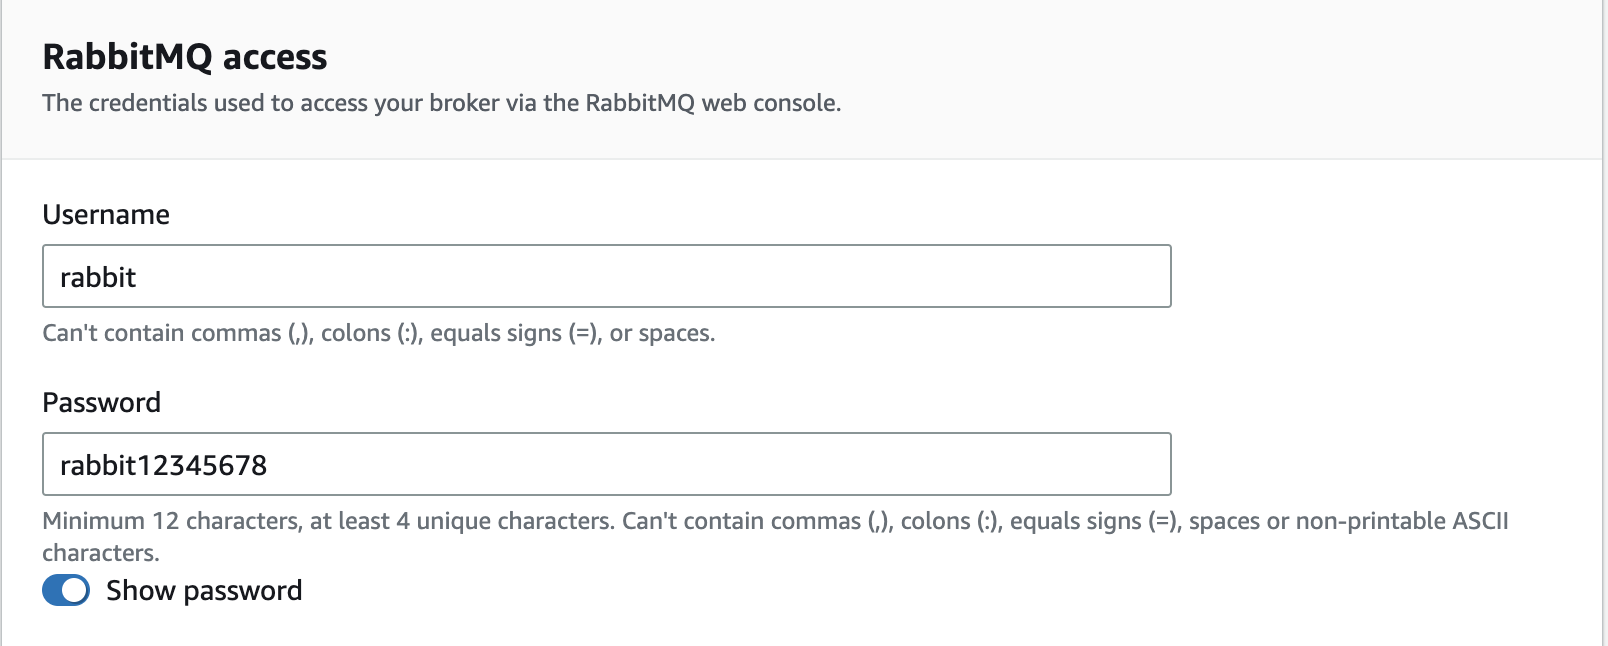 RabbitMQ access
The credentials used to access your broker via the RabbitMQ web console.
Username
rabbit
Can't contain commas (,), colons (:), equals signs (=), or spaces.
Password
rabbit12345678
Minimum 12 characters, at least 4 unique characters. Can't contain commas (,), colons (:), equals signs (=), spaces or non-printable ASCII
characters.
Show password